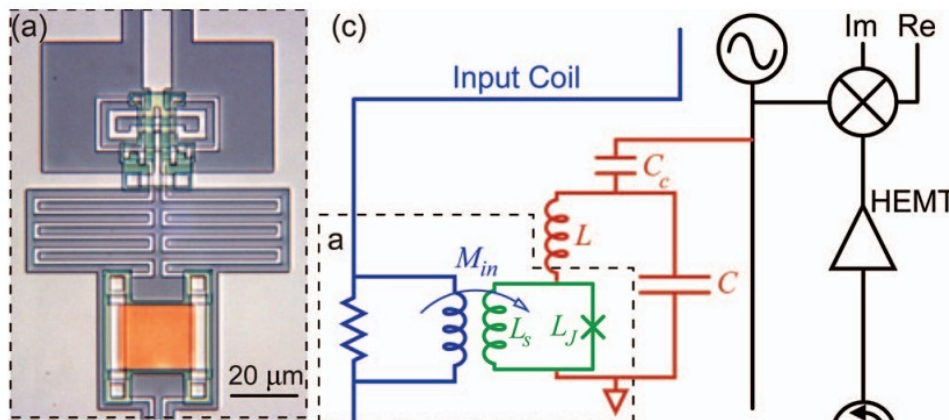 (a)
20 μm
(c)
Input Coil
Im Re
C_c
HEMT
L
a
M_in
C
L_s
L_J